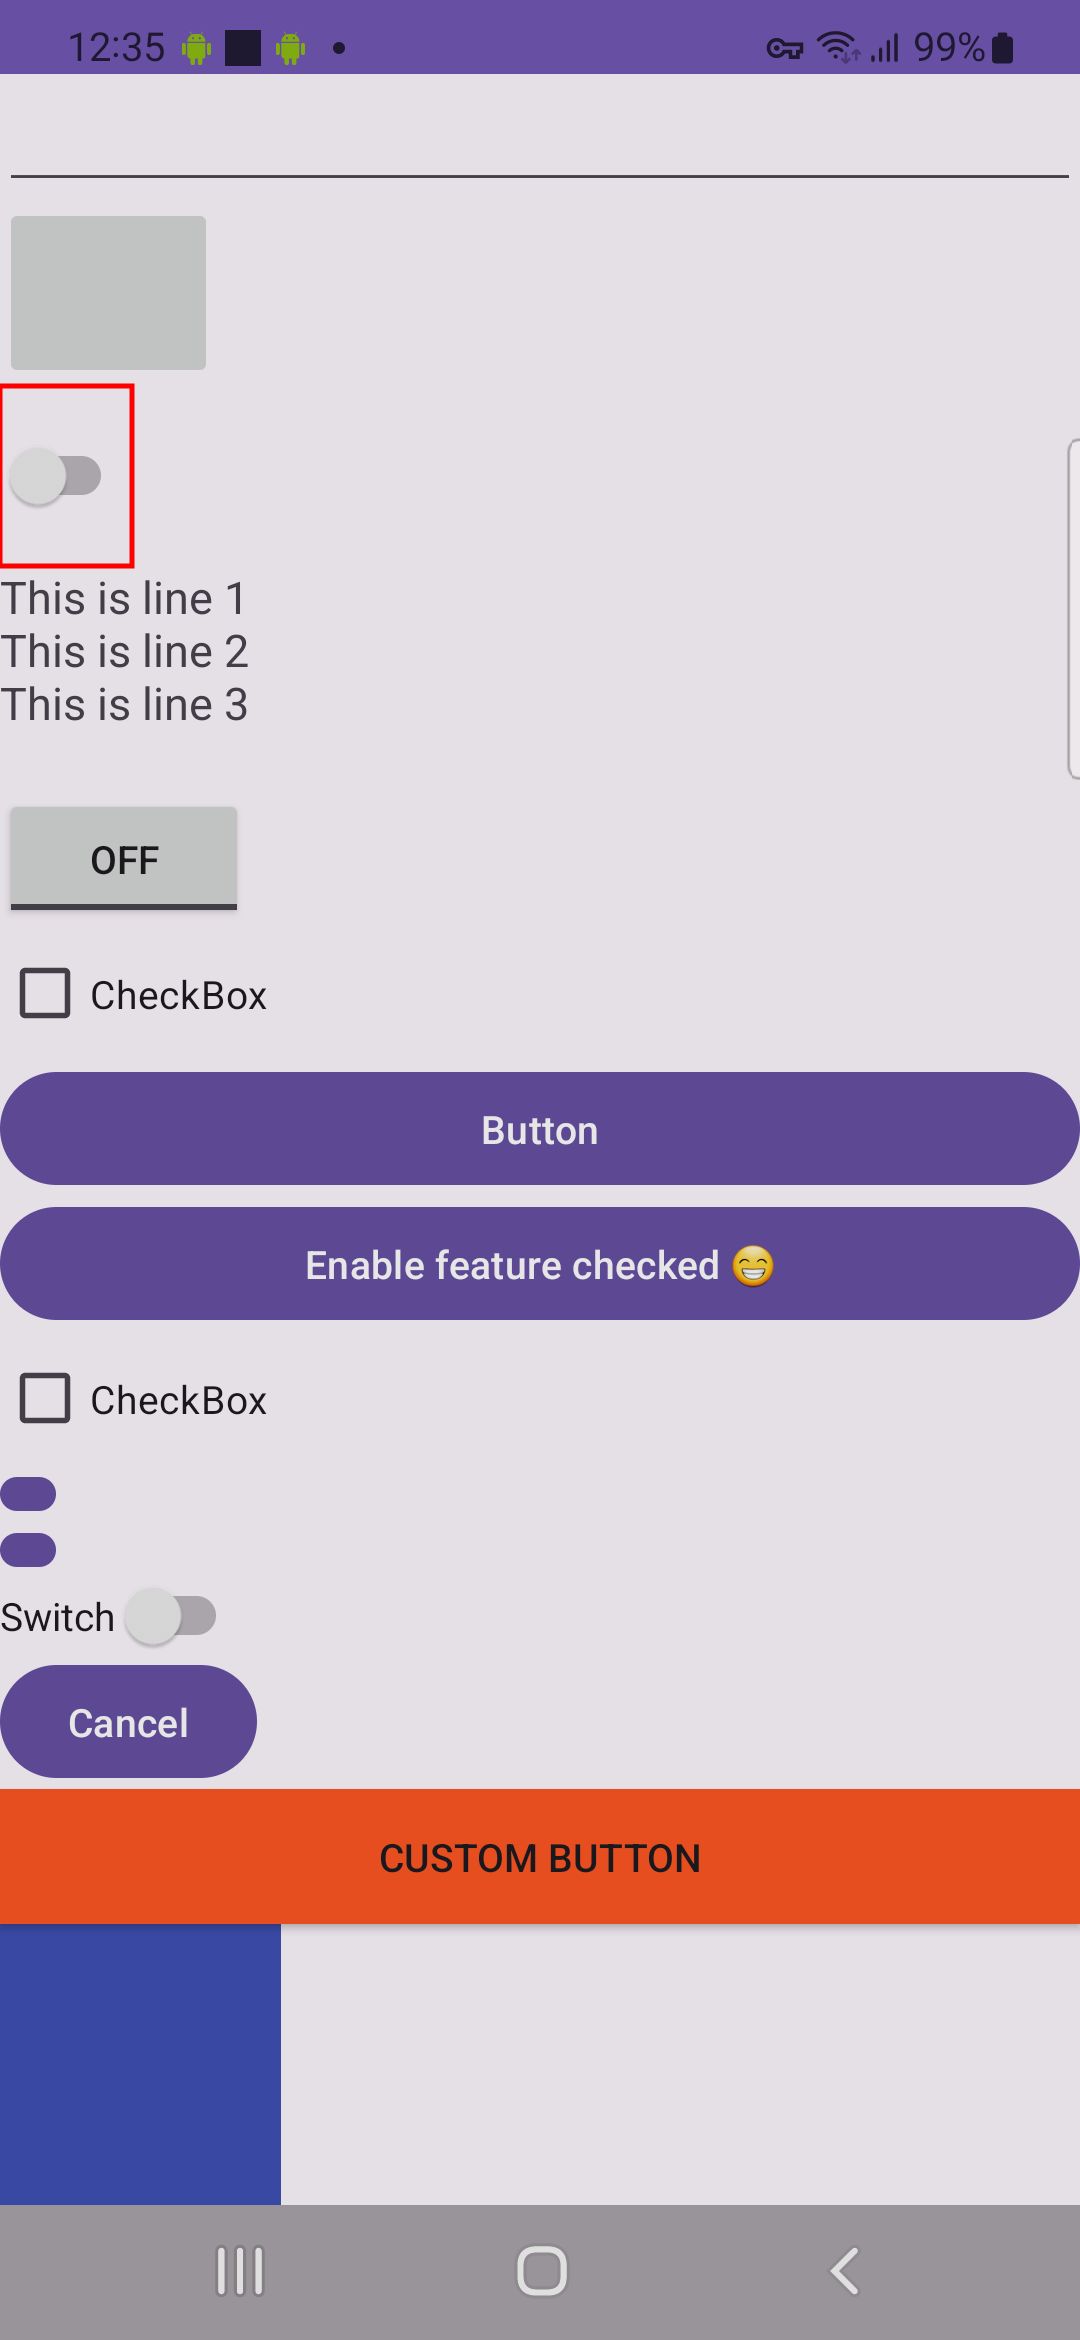 12:35
99%
This is line 1
This is line 2
This is line 3
OFF
CheckBox
Button
Enable feature checked 😁
CheckBox
Switch
Cancel
CUSTOM BUTTON